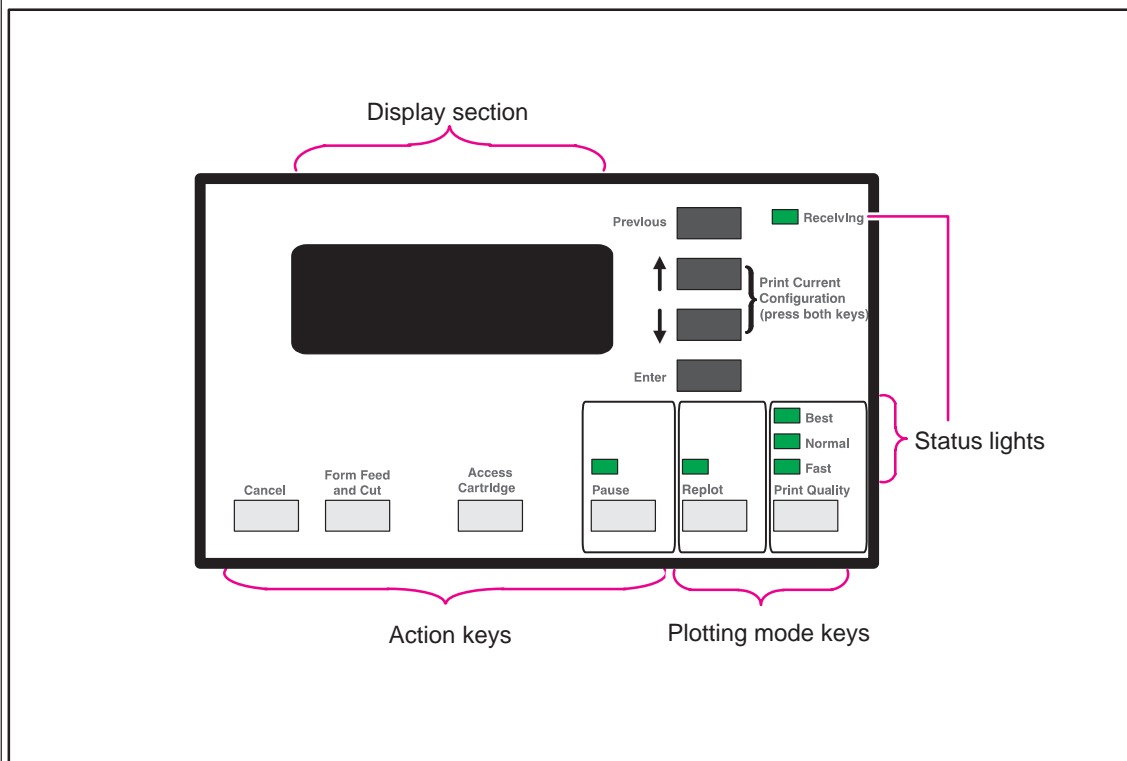 Display section
Previous
Receiving
Print Current
Configuration
(press both keys)
Enter
Best
Normal
Fast
Status lights
Cancel
Form Feed
and Cut
Access
Cartridge
Pause
Replot
Print Quality
Action keys
Plotting mode keys